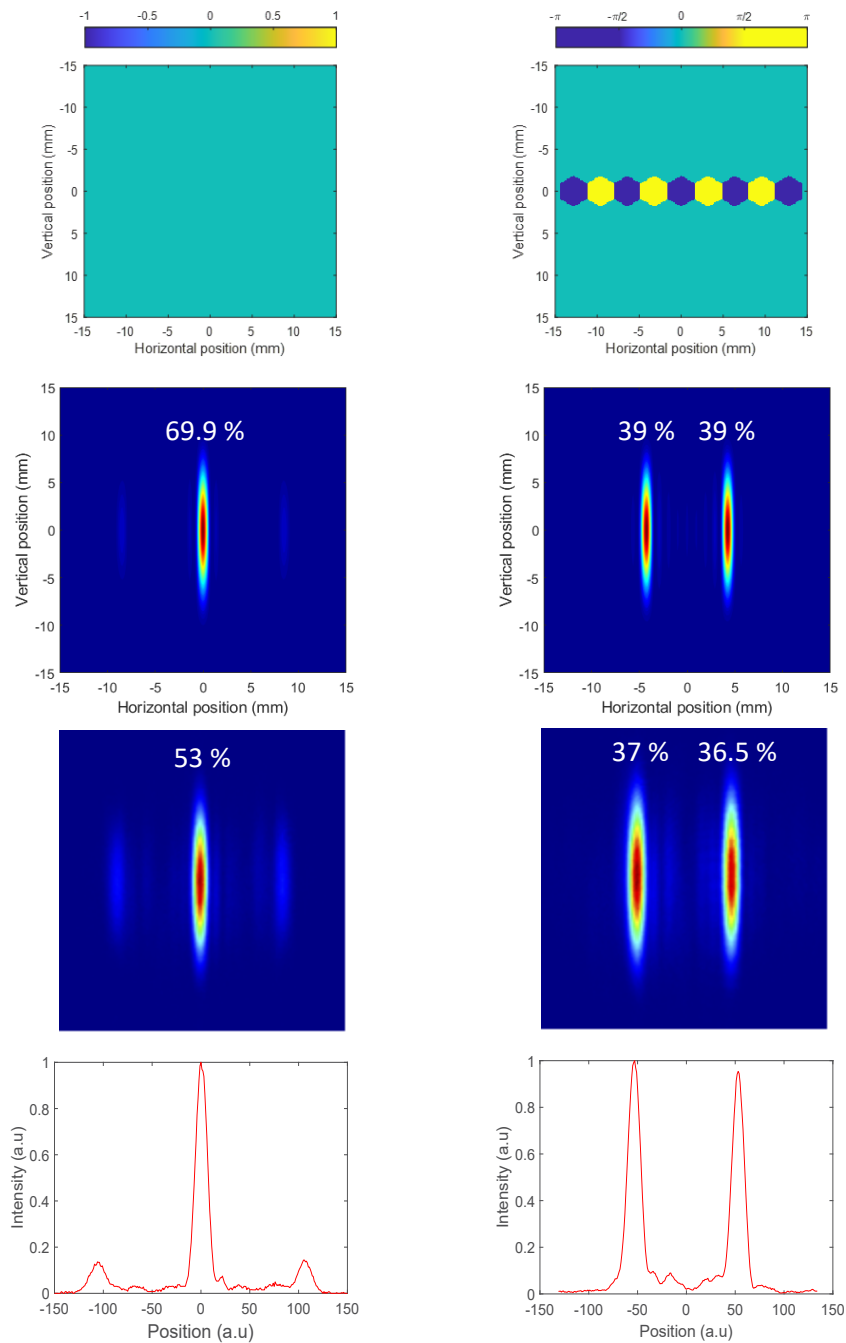 -1 -0.5 0 0.5 1
-π -π/2 0 π/2 π
-15
-10
-5
0
5
10
15
Vertical position (mm)
-15 -10 -5 0 5 10 15
Horizontal position (mm)
-15
-10
-5
0
5
10
15
Vertical position (mm)
-15 -10 -5 0 5 10 15
Horizontal position (mm)
15
10
5
0
-5
-10
-15
Vertical position (mm)
69.9 %
-15 -10 -5 0 5 10 15
Horizontal position (mm)
15
10
5
0
-5
-10
-15
Vertical position (mm)
39 % 39 %
-15 -10 -5 0 5 10 15
Horizontal position (mm)
53 %
37 % 36.5 %
1
0.8
0.6
0.4
0.2
0
Intensity (a.u)
-150 -100 -50 0 50 100 150
Position (a.u)
1
0.8
0.6
0.4
0.2
0
Intensity (a.u)
-150 -100 -50 0 50 100 150
Position (a.u)